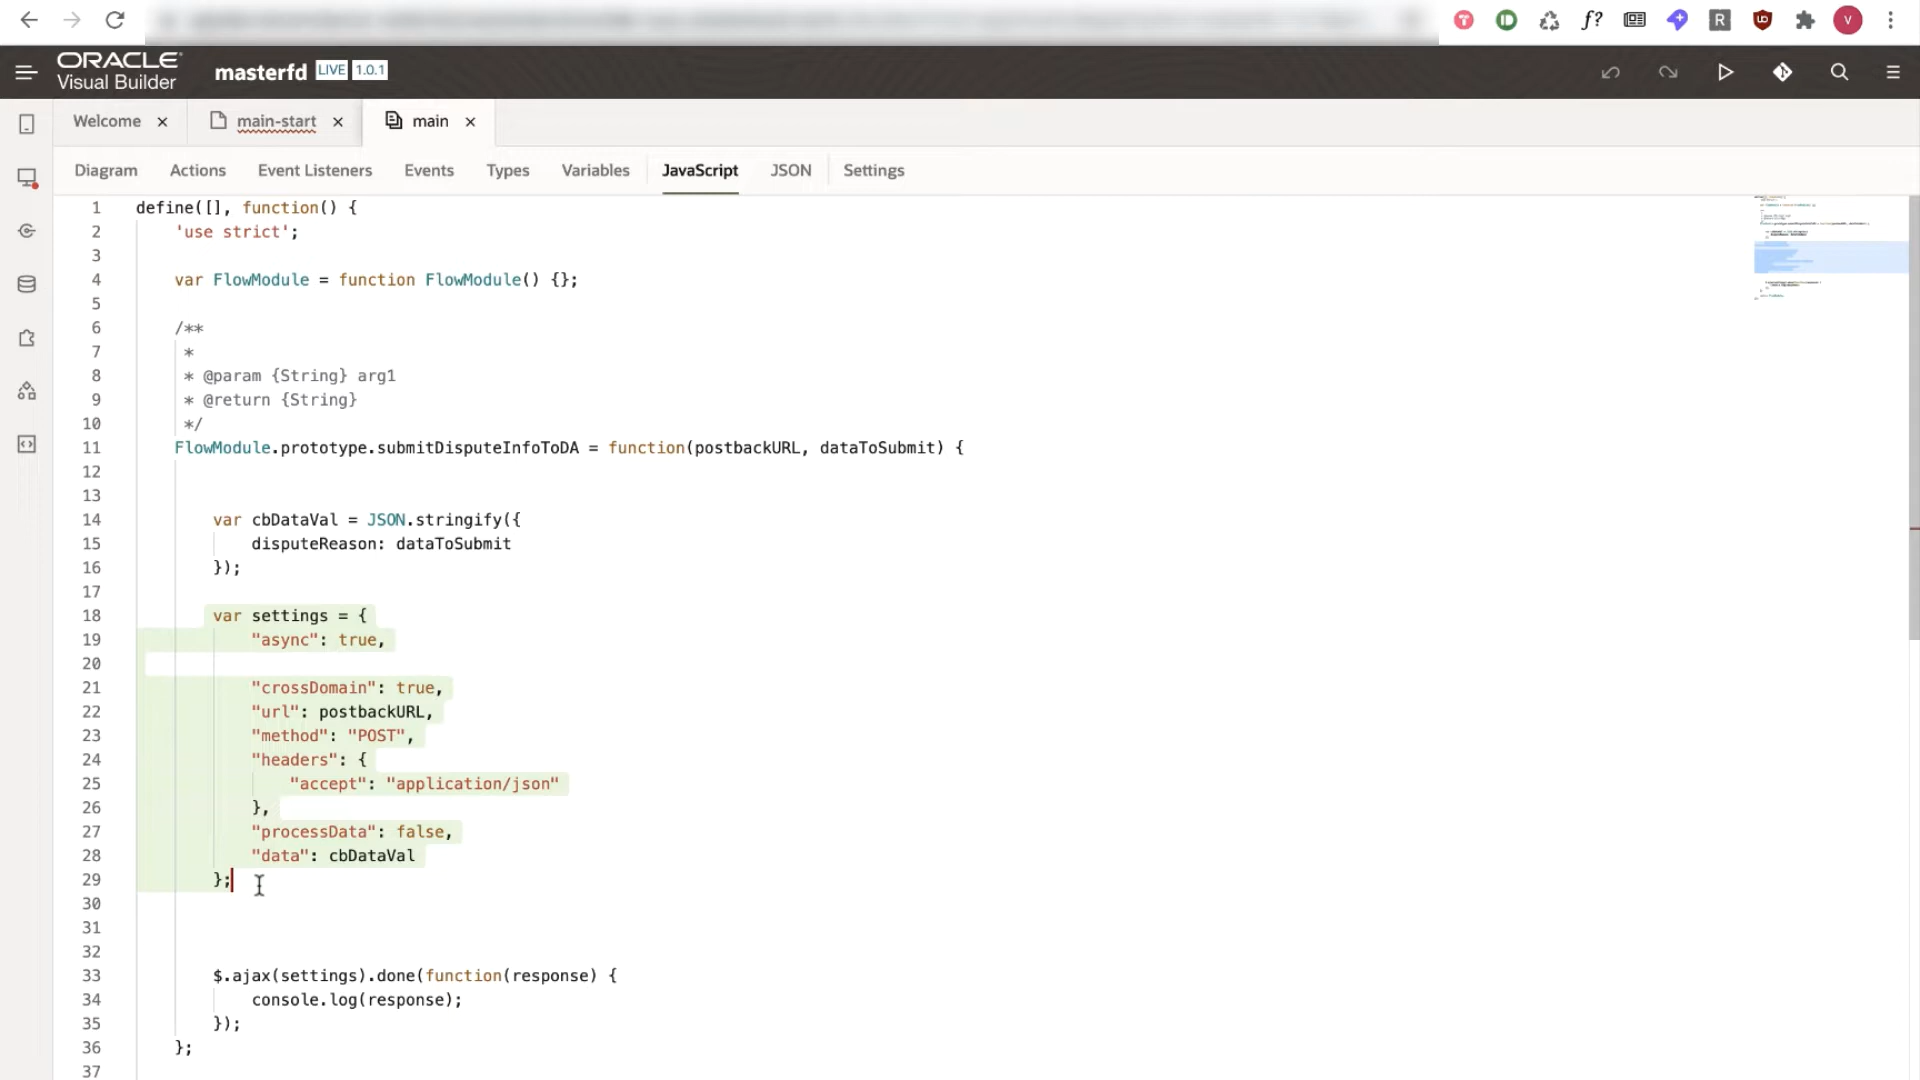 ORACLE
Visual Builder
masterfd LIVE 1.0.1
Welcome
main-start
main
Diagram Actions Event Listeners Events Types Variables JavaScript JSON Settings
1 define([], function() {
2 'use strict';
3
4 var FlowModule = function FlowModule() {};
5
6 /**
7 *
8 * @param {String} arg1
9 * @return {String}
10 */
11 FlowModule.prototype.submitDisputeInfoToDA = function(postbackURL, dataToSubmit) {
12
13
14 var cbDataVal = JSON.stringify({
15 disputeReason: dataToSubmit
16 });
17
18 var settings = {
19 "async": true,
20
21 "crossDomain": true,
22 "url": postbackURL,
23 "method": "POST",
24 "headers": {
25 "accept": "application/json"
26 },
27 "processData": false,
28 "data": cbDataVal
29 };
30
31
32
33 $.ajax(settings).done(function(response) {
34 console.log(response);
35 });
36 };
37